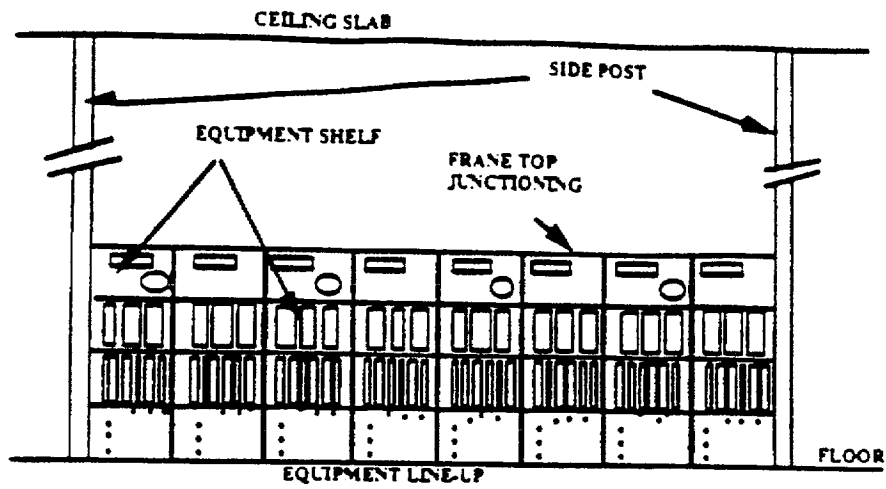 CEILING SLAB
SIDE POST
EQUIPMENT SHELF
FRANE TOP
JUNCTIONING
FLOOR
EQUIPMENT LINE-UP